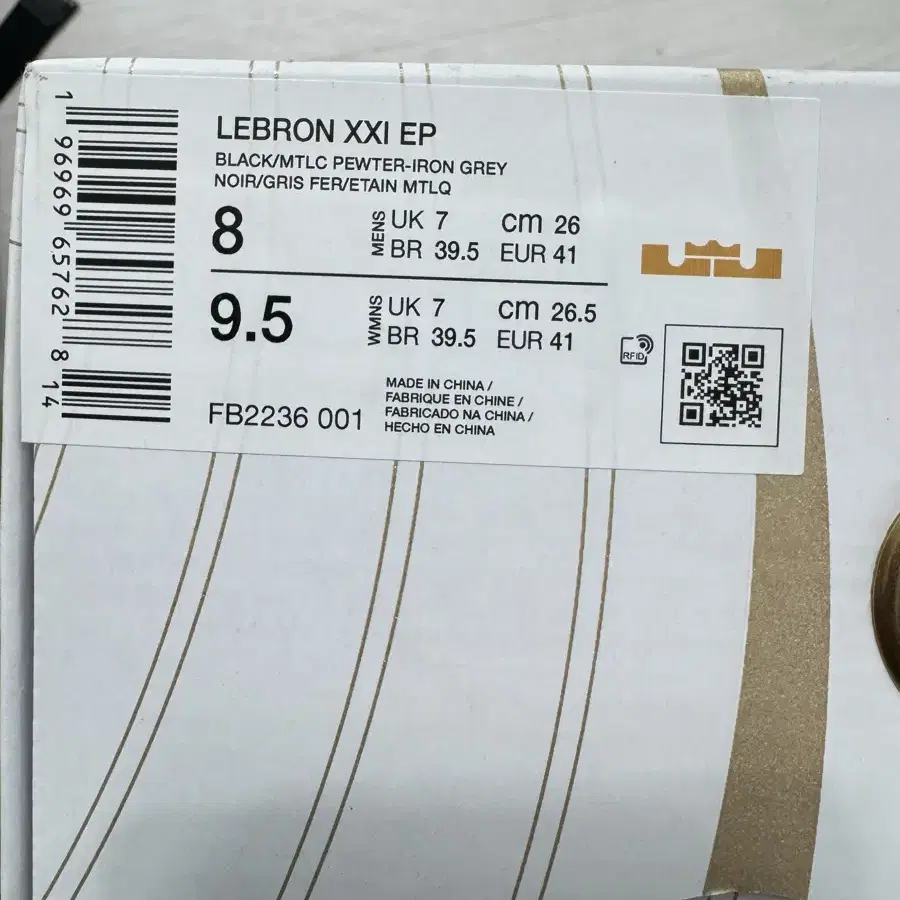 LEBRON XXI EP
BLACK/MTLC PEWTER-IRON GREY
NOIR/GRIS FER/ETAIN MTLQ
8
MENS
UK 7 cm 26
BR 39.5 EUR 41
9.5
WMNS
UK 7 cm 26.5
BR 39.5 EUR 41
RFID
FB2236 001
MADE IN CHINA /
FABRIQUE EN CHINE /
FABRICADO NA CHINA /
HECHO EN CHINA
1 96969 65762 8 14